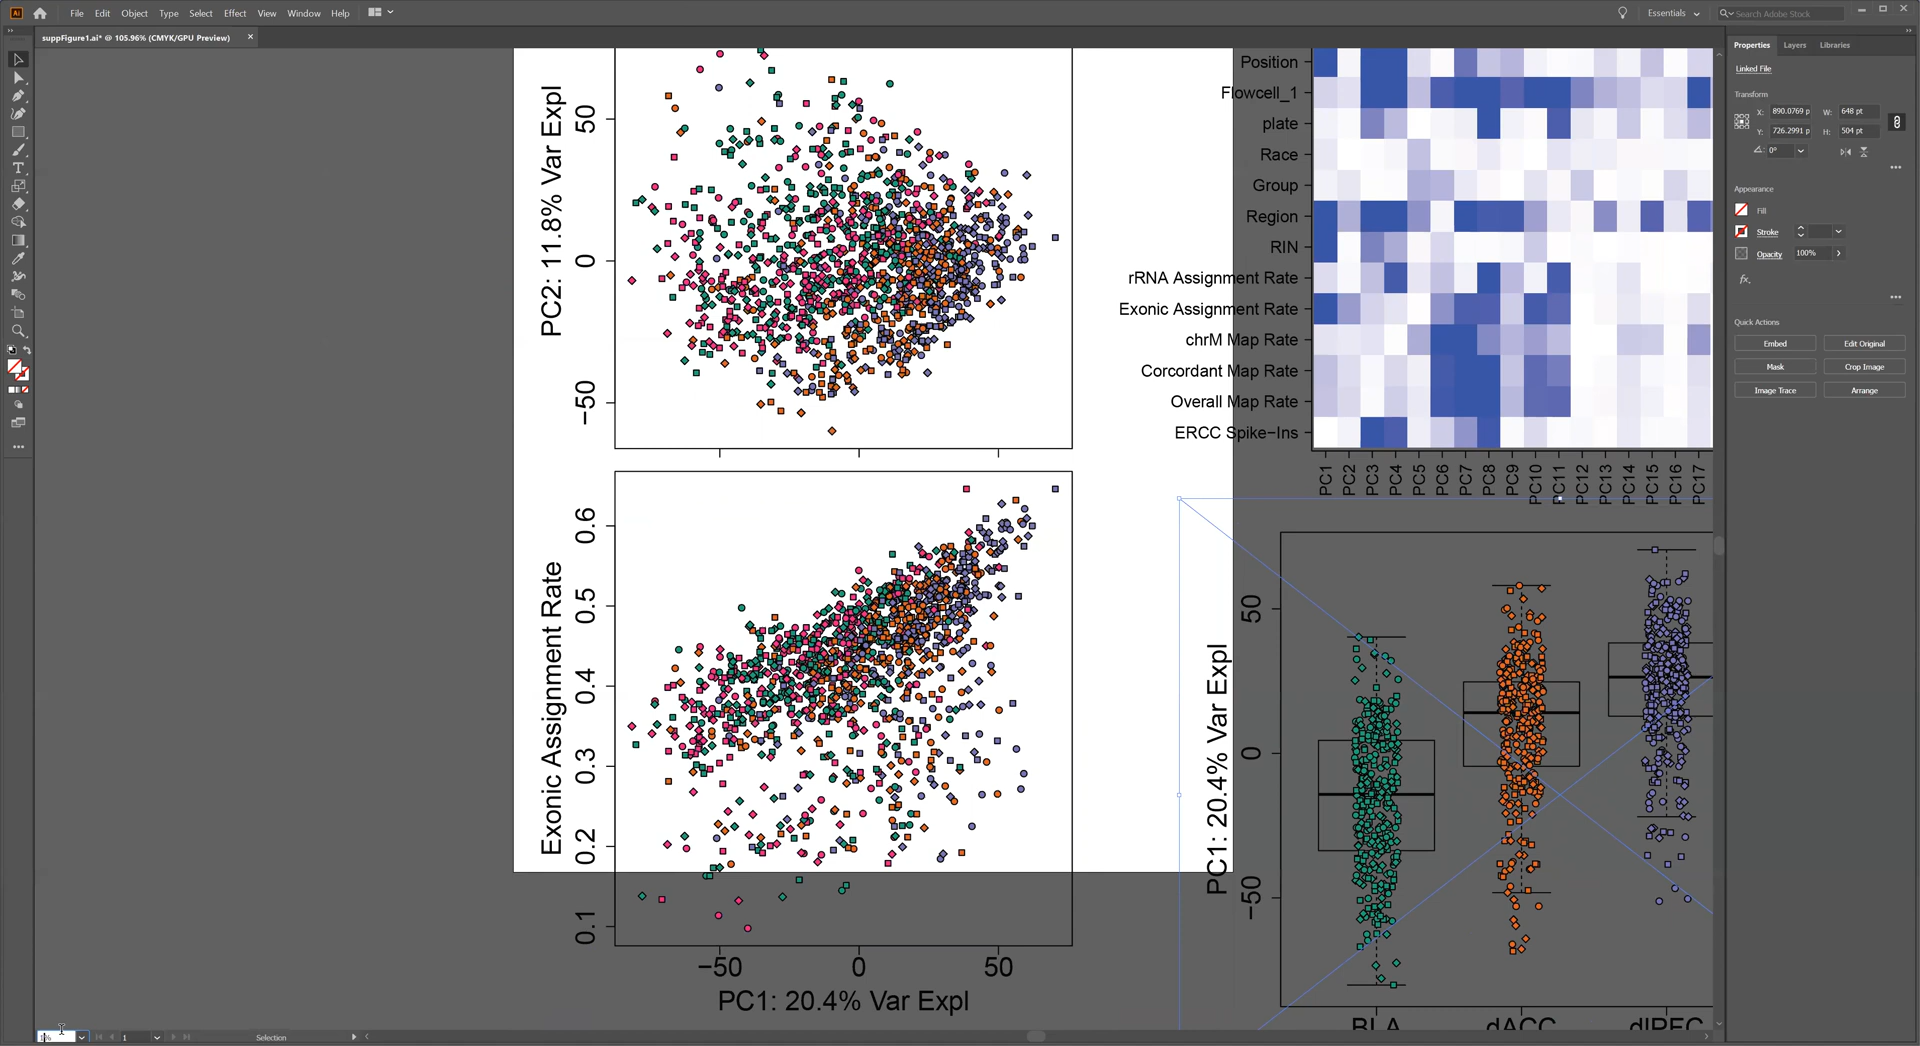 Ai
File Edit Object Type Select Effect View Window Help
Essentials
Search Adobe Stock
suppFigure1.ai* @ 105.96% (CMYK/GPU Preview)
PC2: 11.8% Var Expl
50
0
−50
Exonic Assignment Rate
0.6
0.5
0.4
0.3
0.2
0.1
−50 0 50
PC1: 20.4% Var Expl
Position
Flowcell_1
plate
Race
Group
Region
RIN
rRNA Assignment Rate
Exonic Assignment Rate
chrM Map Rate
Corcordant Map Rate
Overall Map Rate
ERCC Spike−Ins
PC1 PC2 PC3 PC4 PC5 PC6 PC7 PC8 PC9 PC10 PC11 PC12 PC13 PC14 PC15 PC16 PC17
PC1: 20.4% Var Expl
50
0
−50
BLA dACC dlPFC
Properties Layers Libraries
Linked File
Transform
X: 890.0769 p W: 648 pt
Y: 726.2991 p H: 504 pt
0°
Appearance
Fill
Stroke
Opacity 100%
fx.
Quick Actions
Embed Edit Original
Mask Crop Image
Image Trace Arrange
1 Selection